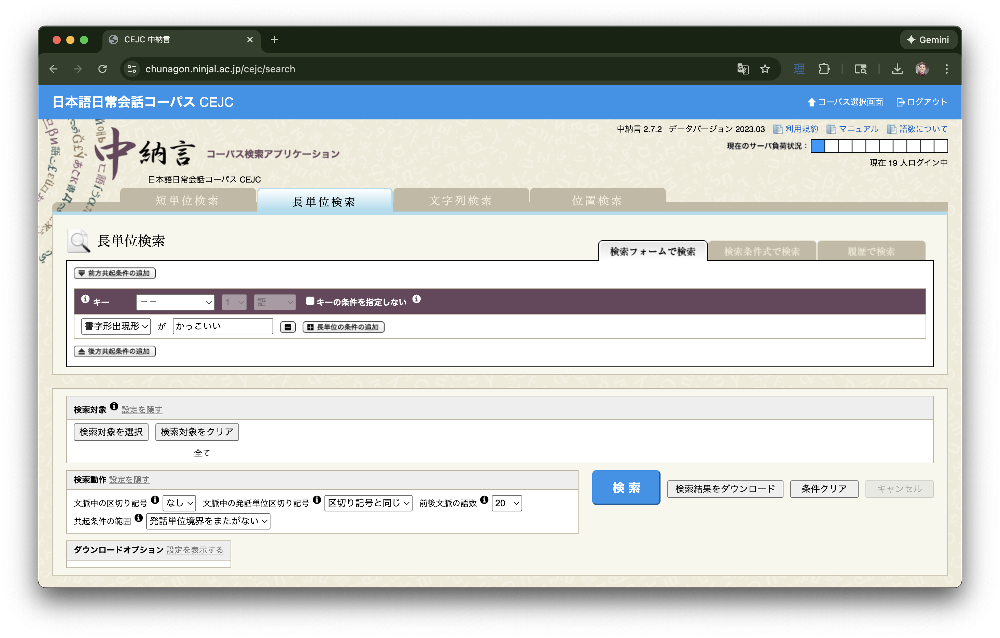 CEJC 中納言
Gemini
chunagon.ninjal.ac.jp/cejc/search
理
日本語日常会話コーパス CEJC
コーパス選択画面 ログアウト
中納言 2.7.2 データバージョン 2023.03 利用規約 マニュアル 語数について
現在のサーバ負荷状況：
現在 19 人ログイン中
中納言 コーパス検索アプリケーション
日本語日常会話コーパス CEJC
短単位検索 長単位検索 文字列検索 位置検索
長単位検索
検索フォームで検索 検索条件式で検索 履歴で検索
前方共起条件の追加
キー ーー 1 語 キーの条件を指定しない
書字形出現形 が かっこいい 長単位の条件の追加
後方共起条件の追加
検索対象 設定を隠す
検索対象を選択 検索対象をクリア
全て
検索動作 設定を隠す
文脈中の区切り記号 なし 文脈中の発話単位区切り記号 区切り記号と同じ 前後文脈の語数 20
共起条件の範囲 発話単位境界をまたがない
検索 検索結果をダウンロード 条件クリア キャンセル
ダウンロードオプション 設定を表示する